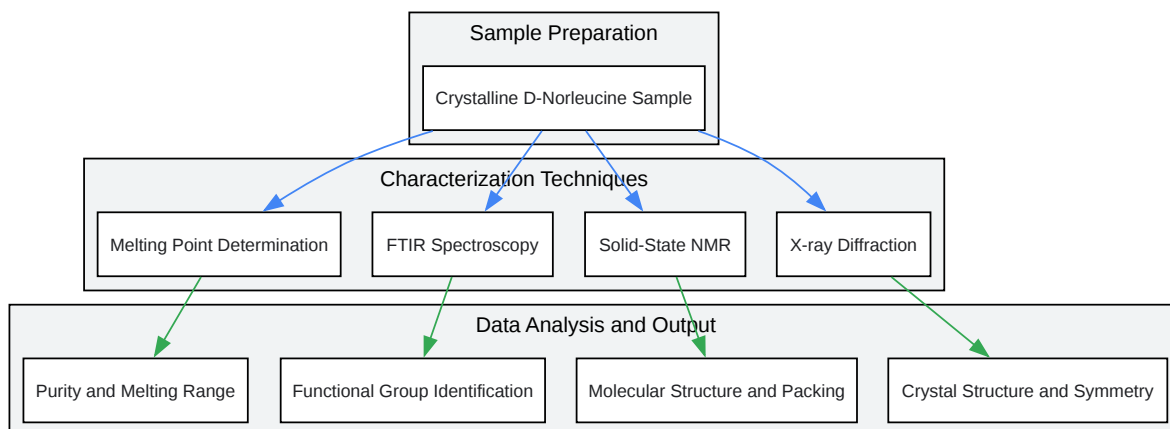 Sample Preparation
Crystalline D-Norleucine Sample
Characterization Techniques
Melting Point Determination
FTIR Spectroscopy
Solid-State NMR
X-ray Diffraction
Data Analysis and Output
Purity and Melting Range
Functional Group Identification
Molecular Structure and Packing
Crystal Structure and Symmetry